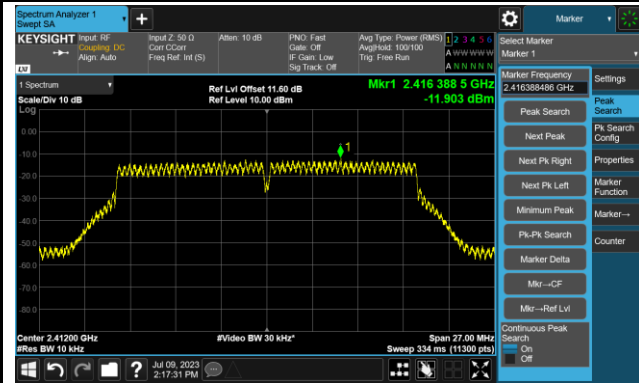 Spectrum Analyzer 1
Swept SA
+
Marker
KEYSIGHT
Input: RF
Coupling: DC
Align: Auto
Input Z: 50 Ω
Corr CCorr
Freq Ref: Int (S)
Atten: 10 dB
PNO: Fast
Gate: Off
IF Gain: Low
Sig Track: Off
Avg Type: Power (RMS)
Avg|Hold: 100/100
Trig: Free Run
1 2 3 4 5 6
A W W W W W
A N N N N N
LXI
Select Marker
Marker 1
1 Spectrum
Scale/Div 10 dB
Ref Lvl Offset 11.60 dB
Ref Level 10.00 dBm
Mkr1 2.416 388 5 GHz
-11.903 dBm
Log
0.00
-10.0
-20.0
-30.0
-40.0
-50.0
-60.0
-70.0
-80.0
1
Center 2.41200 GHz
#Res BW 10 kHz
#Video BW 30 kHz*
Span 27.00 MHz
Sweep 334 ms (11300 pts)
Marker Frequency
2.416388486 GHz
Peak Search
Next Peak
Next Pk Right
Next Pk Left
Minimum Peak
Pk-Pk Search
Marker Delta
Mkr→CF
Mkr→Ref Lvl
Continuous Peak
Search
On
Off
Settings
Peak
Search
Pk Search
Config
Properties
Marker
Function
Marker→
Counter
?
Jul 09, 2023
2:17:31 PM